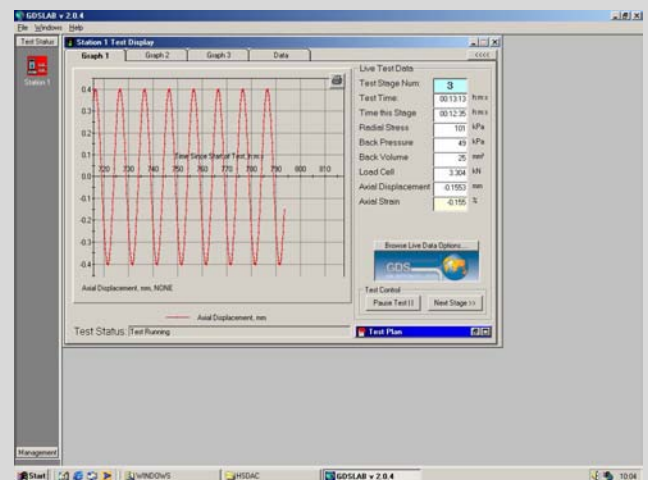 GDSLAB v 2.0.4
File Windows Help
Test Status
Station 1
Station 1 Test Display
Graph 1 Graph 2 Graph 3 Data <<<<
0.4
0.3
0.2
0.1
0.0
-0.1
-0.2
-0.3
-0.4
Time Since Start of Test, h:m:s
720 730 740 750 760 770 780 790 800 810
Axial Displacement, mm, NONE
Axial Displacement, mm
Live Test Data
Test Stage Num: 3
Test Time: 00:13:13 h:m:s
Time this Stage 00:12:35 h:m:s
Radial Stress 101 kPa
Back Pressure 49 kPa
Back Volume 25 mm³
Load Cell 3.304 kN
Axial Displacement -0.1553 mm
Axial Strain -0.155 %
Browse Live Data Options...
GDS
Test Control
Pause Test || Next Stage >>
Test Status: Test Running
Test Plan
Management
Start WINDOWS HSDAC GDSLAB v 2.0.4 10:04